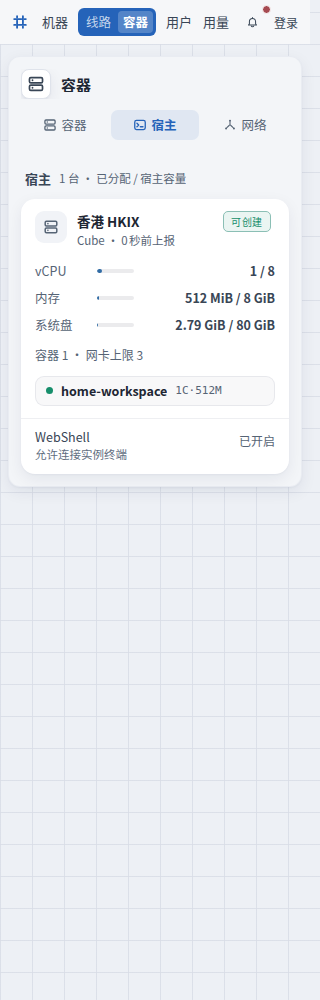 机器 线路 容器 用户 用量 登录
容器
容器 宿主 网络
宿主 1 台 · 已分配 / 宿主容量
香港 HKIX 可创建
Cube · 0 秒前上报
vCPU 1 / 8
内存 512 MiB / 8 GiB
系统盘 2.79 GiB / 80 GiB
容器 1 · 网卡上限 3
home-workspace 1C·512M
WebShell 已开启
允许连接实例终端